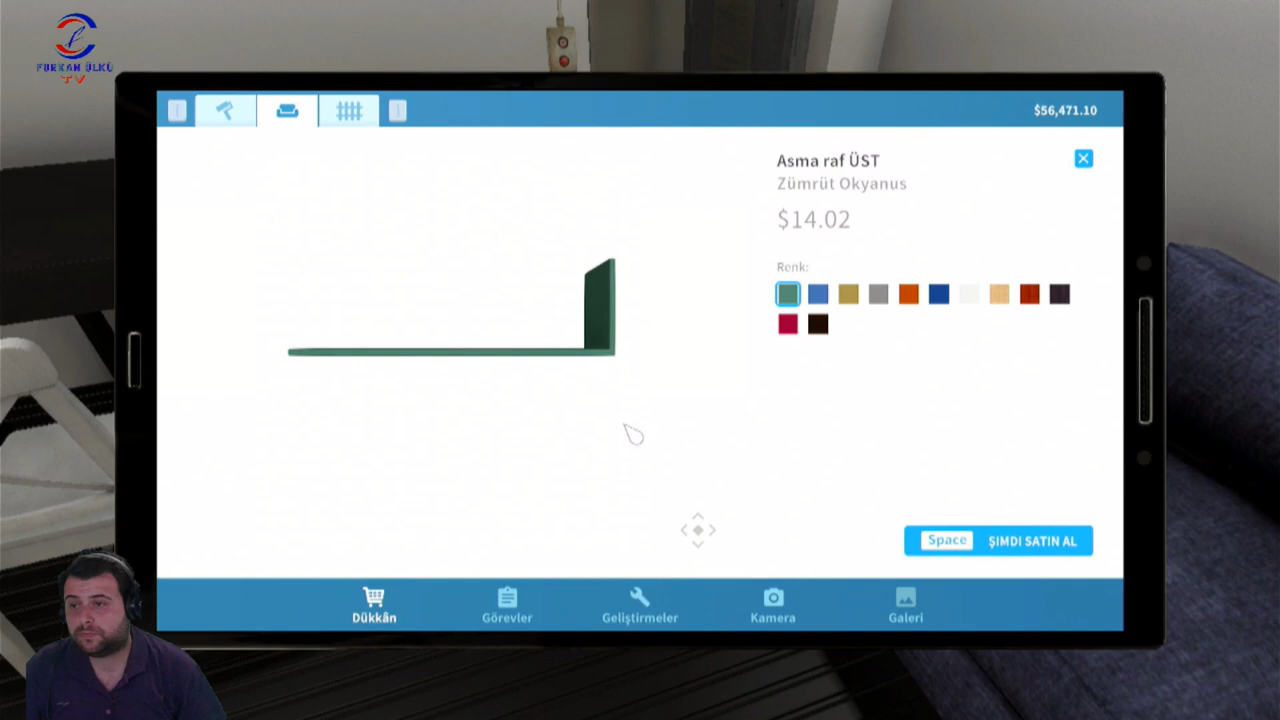 FURKAN ÜLKÜ
TV
$56,471.10
Asma raf ÜST
Zümrüt Okyanus
$14.02
Renk:
Space ŞIMDI SATIN AL
Dükkân
Görevler
Geliştirmeler
Kamera
Galeri